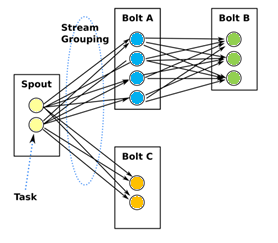 Stream
Grouping
Bolt A
Bolt B
Spout
Bolt C
Task